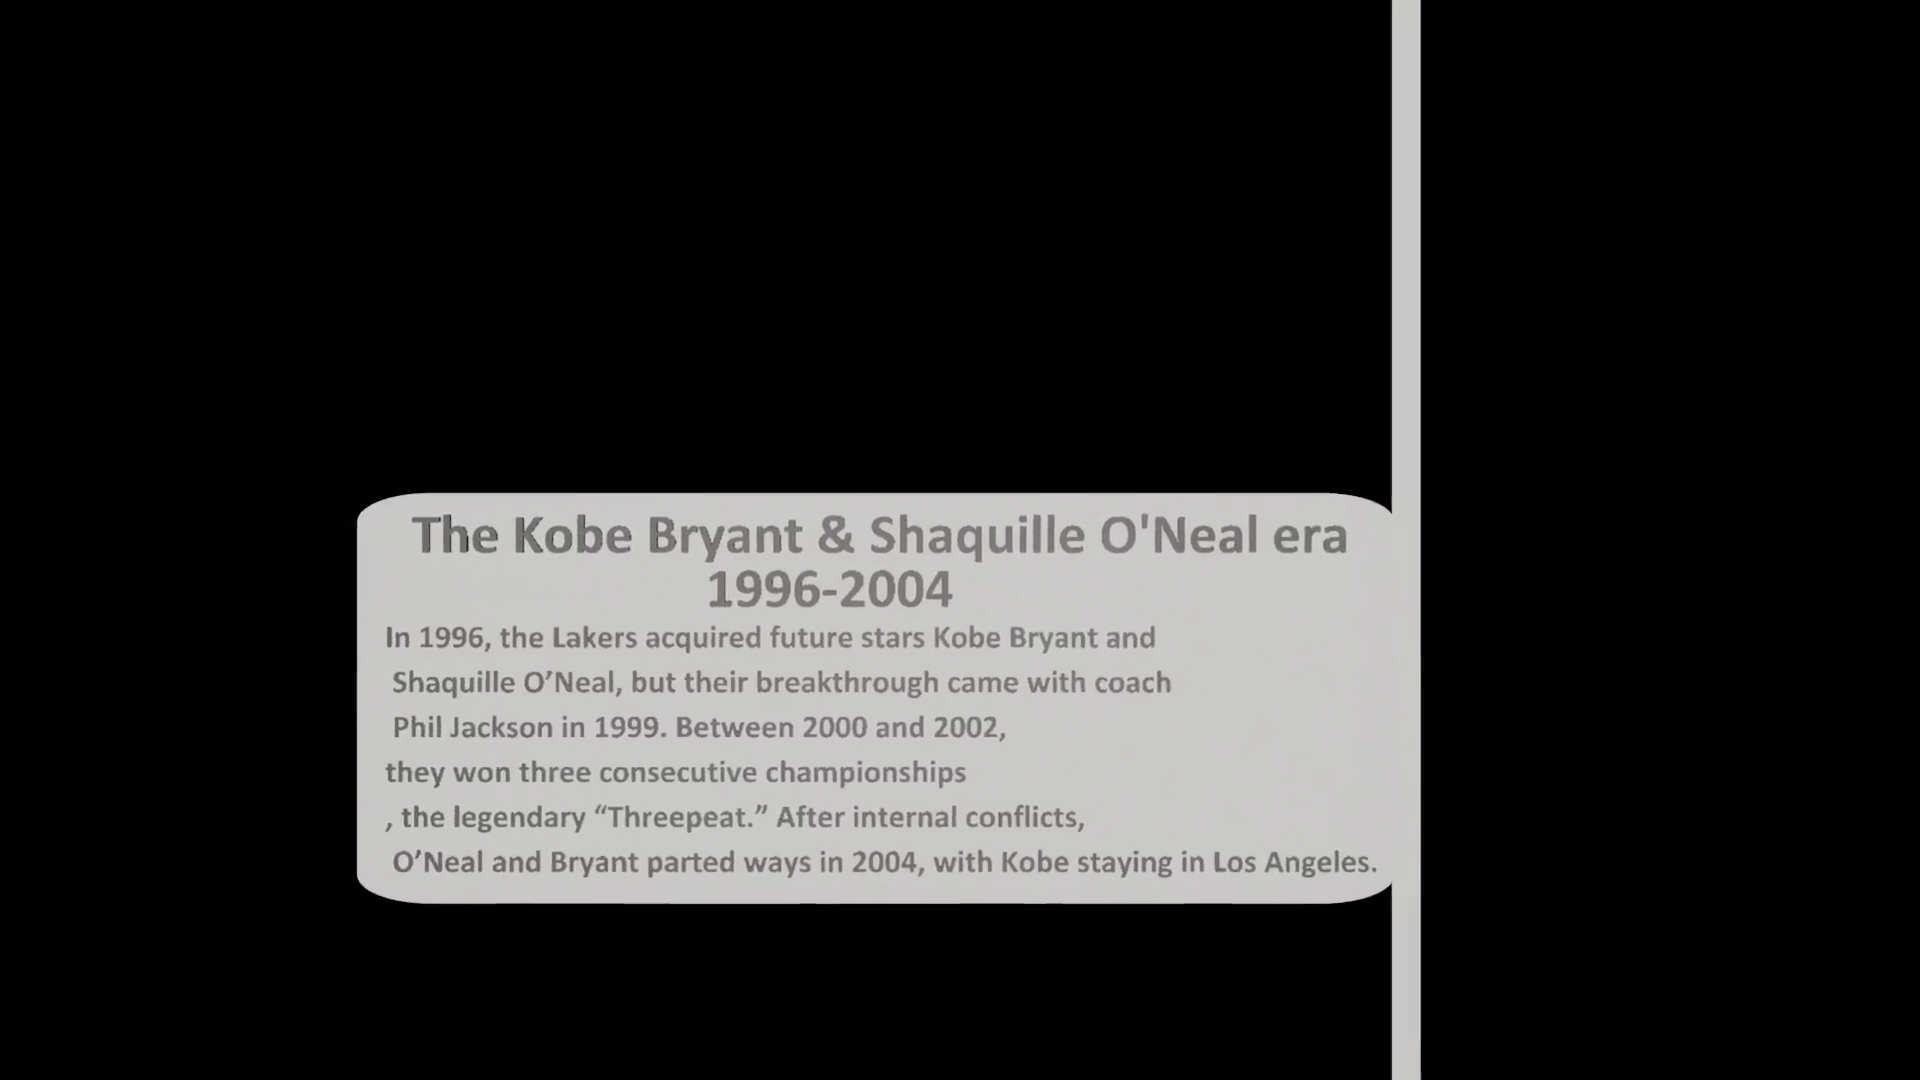 The Kobe Bryant & Shaquille O'Neal era
1996-2004
In 1996, the Lakers acquired future stars Kobe Bryant and
Shaquille O’Neal, but their breakthrough came with coach
Phil Jackson in 1999. Between 2000 and 2002,
they won three consecutive championships
, the legendary “Threepeat.” After internal conflicts,
O’Neal and Bryant parted ways in 2004, with Kobe staying in Los Angeles.